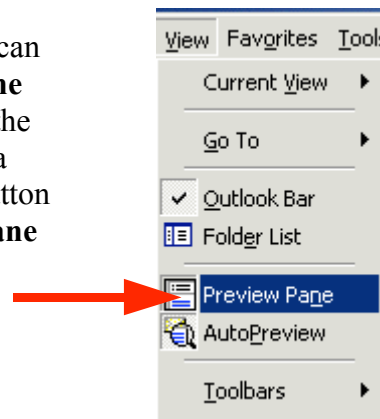 can
ne
the
a
tton
ane
View Favorites Tools
Current View
Go To
Outlook Bar
Folder List
Preview Pane
AutoPreview
Toolbars